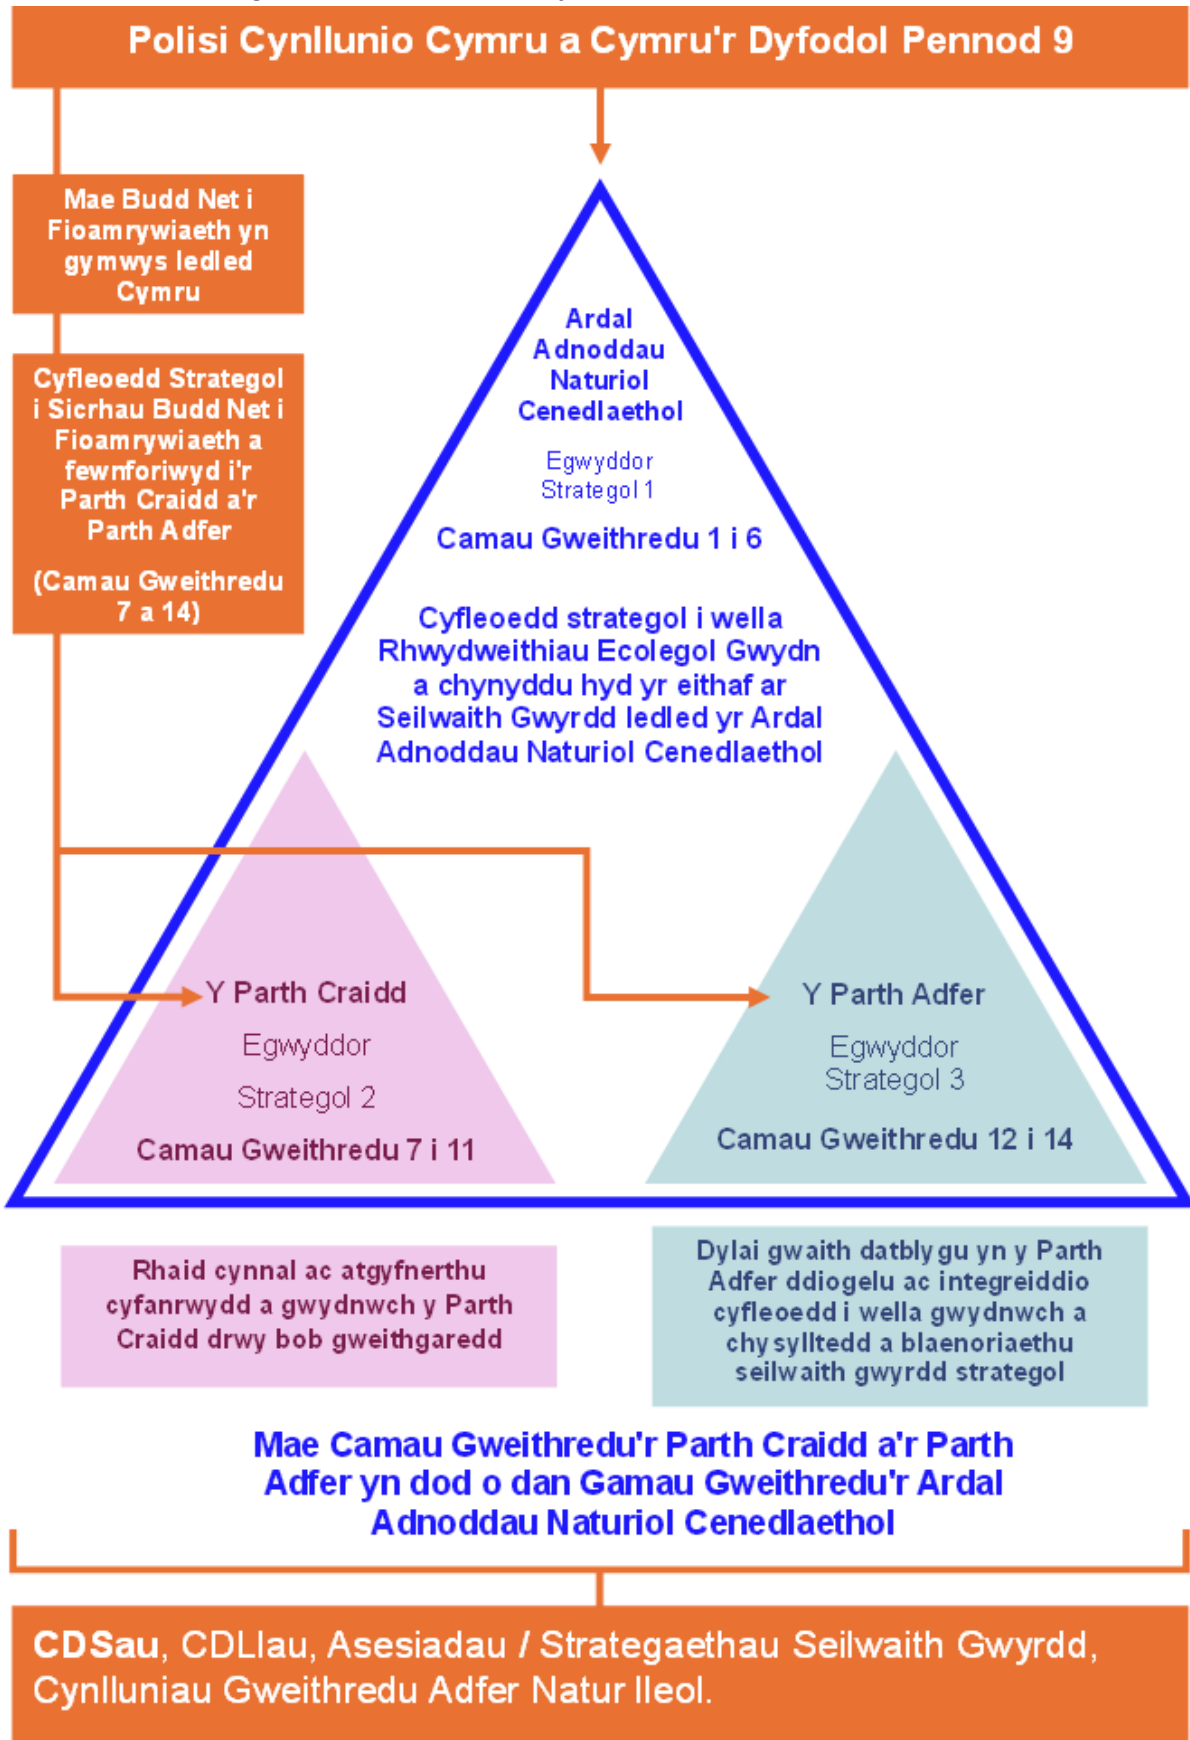 Polisi Cynllunio Cymru a Cymru'r Dyfodol Pennod 9
Mae Budd Net i
Fioamrywiaeth yn
gymwys ledled
Cymru
Cyfleoedd Strategol
i Sicrhau Budd Net i
Fioamrywiaeth a
fewnforiwyd i'r
Parth Craidd a'r
Parth Adfer
(Camau Gweithredu
7 a 14)
Ardal
Adnoddau
Naturiol
Cenedlaethol
Egwyddor
Strategol 1
Camau Gweithredu 1 i 6
Cyfleoedd strategol i wella
Rhwydweithiau Ecolegol Gwydn
a chynyddu hyd yr eithaf ar
Seilwaith Gwyrdd ledled yr Ardal
Adnoddau Naturiol Cenedlaethol
Y Parth Craidd
Egwyddor
Strategol 2
Camau Gweithredu 7 i 11
Y Parth Adfer
Egwyddor
Strategol 3
Camau Gweithredu 12 i 14
Rhaid cynnal ac atgyfnerthu
cyfanrwydd a gwydnwch y Parth
Craidd drwy bob gweithgaredd
Dylai gwaith datblygu yn y Parth
Adfer ddiogelu ac integreiddio
cyfleoedd i wella gwydnwch a
chysylltedd a blaenoriaethu
seilwaith gwyrdd strategol
Mae Camau Gweithredu'r Parth Craidd a'r Parth
Adfer yn dod o dan Gamau Gweithredu'r Ardal
Adnoddau Naturiol Cenedlaethol
CDSau, CDLlau, Asesiadau / Strategaethau Seilwaith Gwyrdd,
Cynlluniau Gweithredu Adfer Natur lleol.